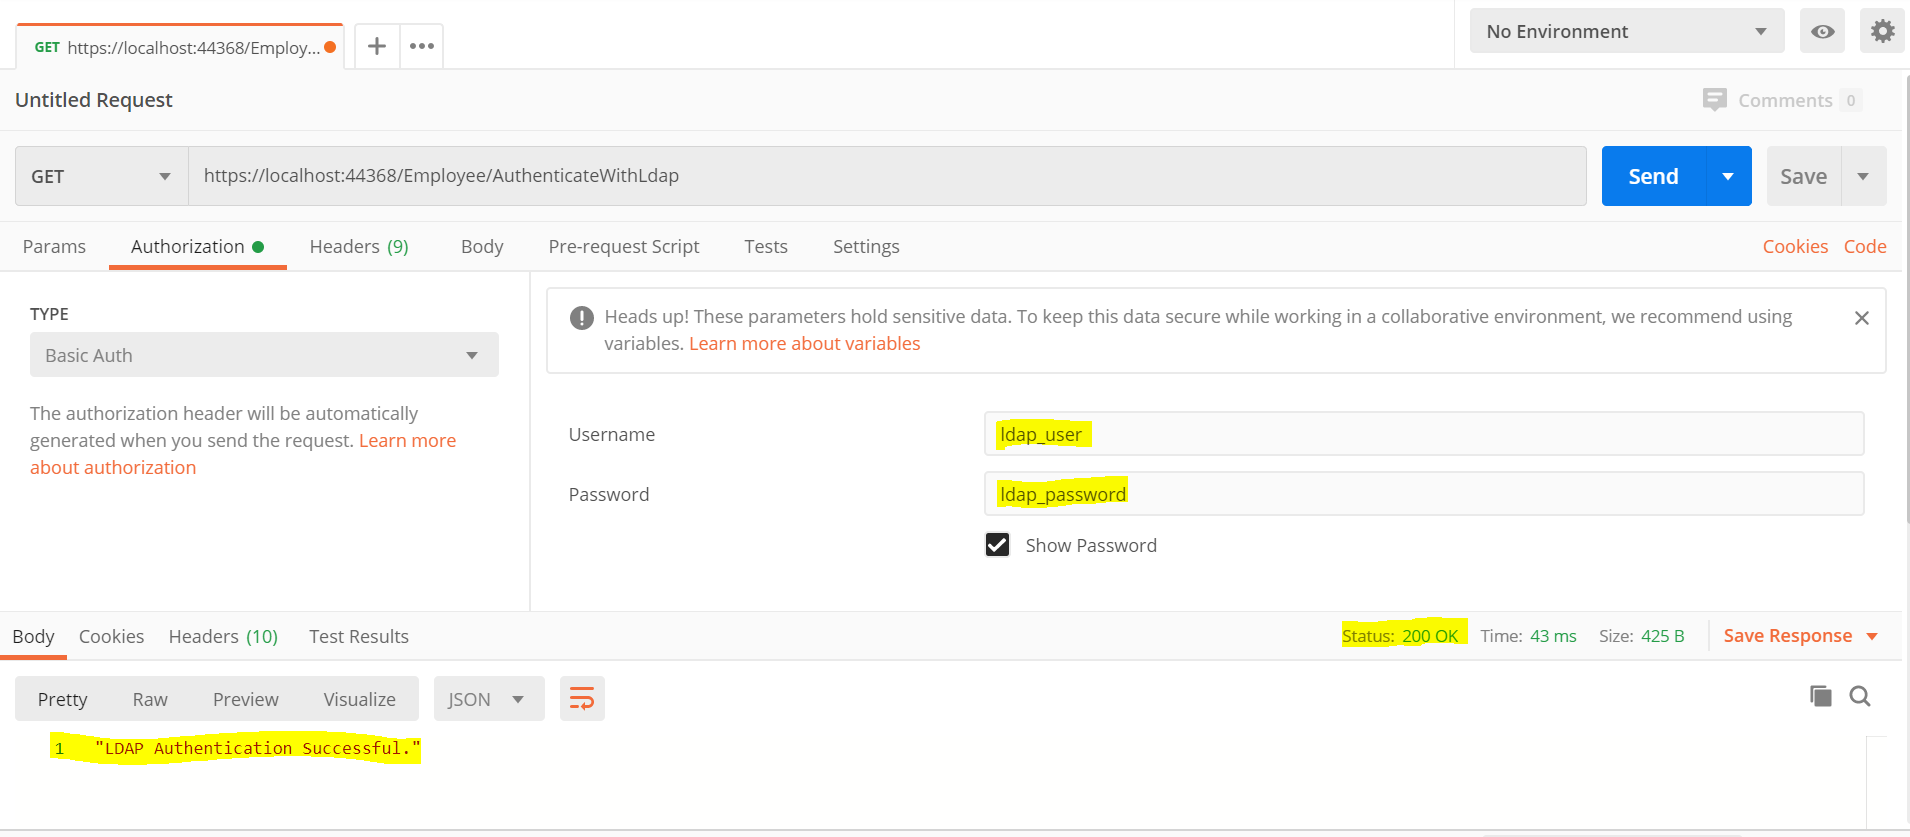 GET https://localhost:44368/Employ...
No Environment
Untitled Request
Comments 0
GET https://localhost:44368/Employee/AuthenticateWithLdap Send Save
Params Authorization Headers (9) Body Pre-request Script Tests Settings Cookies Code
TYPE
Basic Auth
The authorization header will be automatically
generated when you send the request. Learn more
about authorization
Heads up! These parameters hold sensitive data. To keep this data secure while working in a collaborative environment, we recommend using
variables. Learn more about variables
Username ldap_user
Password ldap_password
Show Password
Body Cookies Headers (10) Test Results Status: 200 OK Time: 43 ms Size: 425 B Save Response
Pretty Raw Preview Visualize JSON
1 "LDAP Authentication Successful."